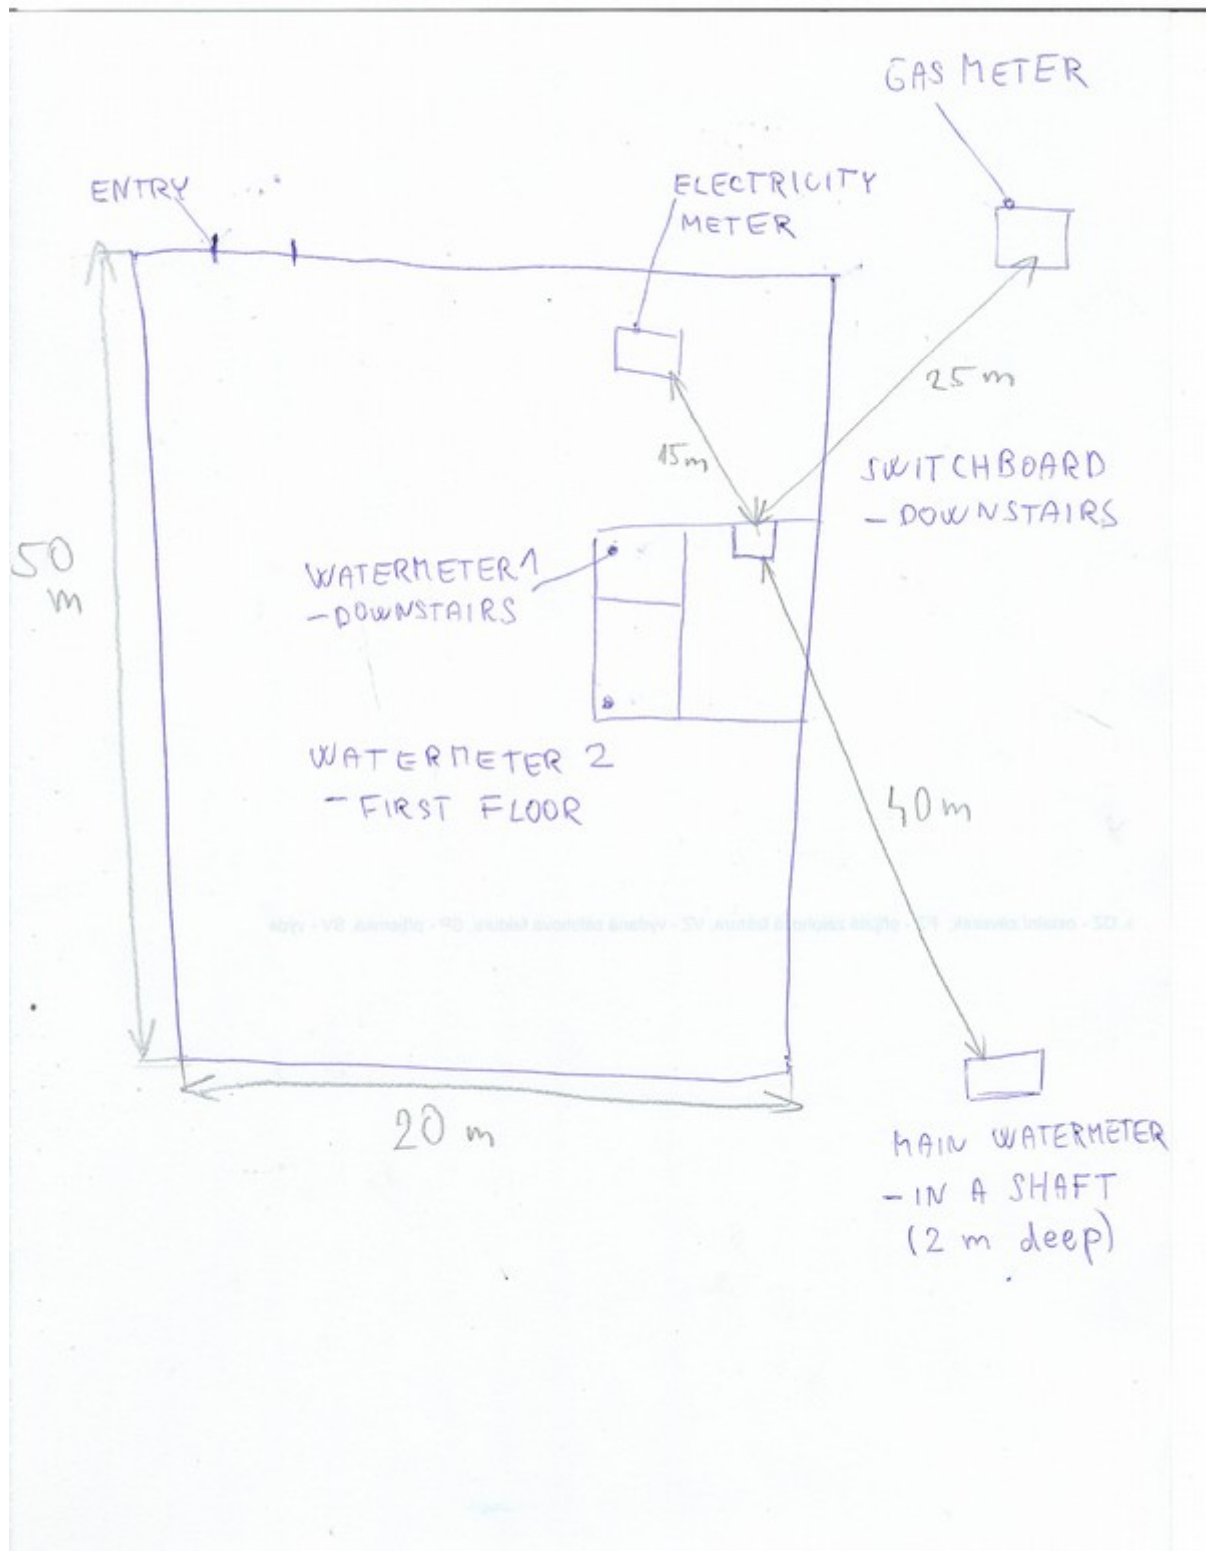 GAS METER
ENTRY
ELECTRICITY
METER
25 m
15m
SWITCHBOARD
- DOWNSTAIRS
50
m
WATERMETER 1
- DOWNSTAIRS
WATERMETER 2
- FIRST FLOOR
40m
20 m
MAIN WATERMETER
- IN A SHAFT
(2 m deep)